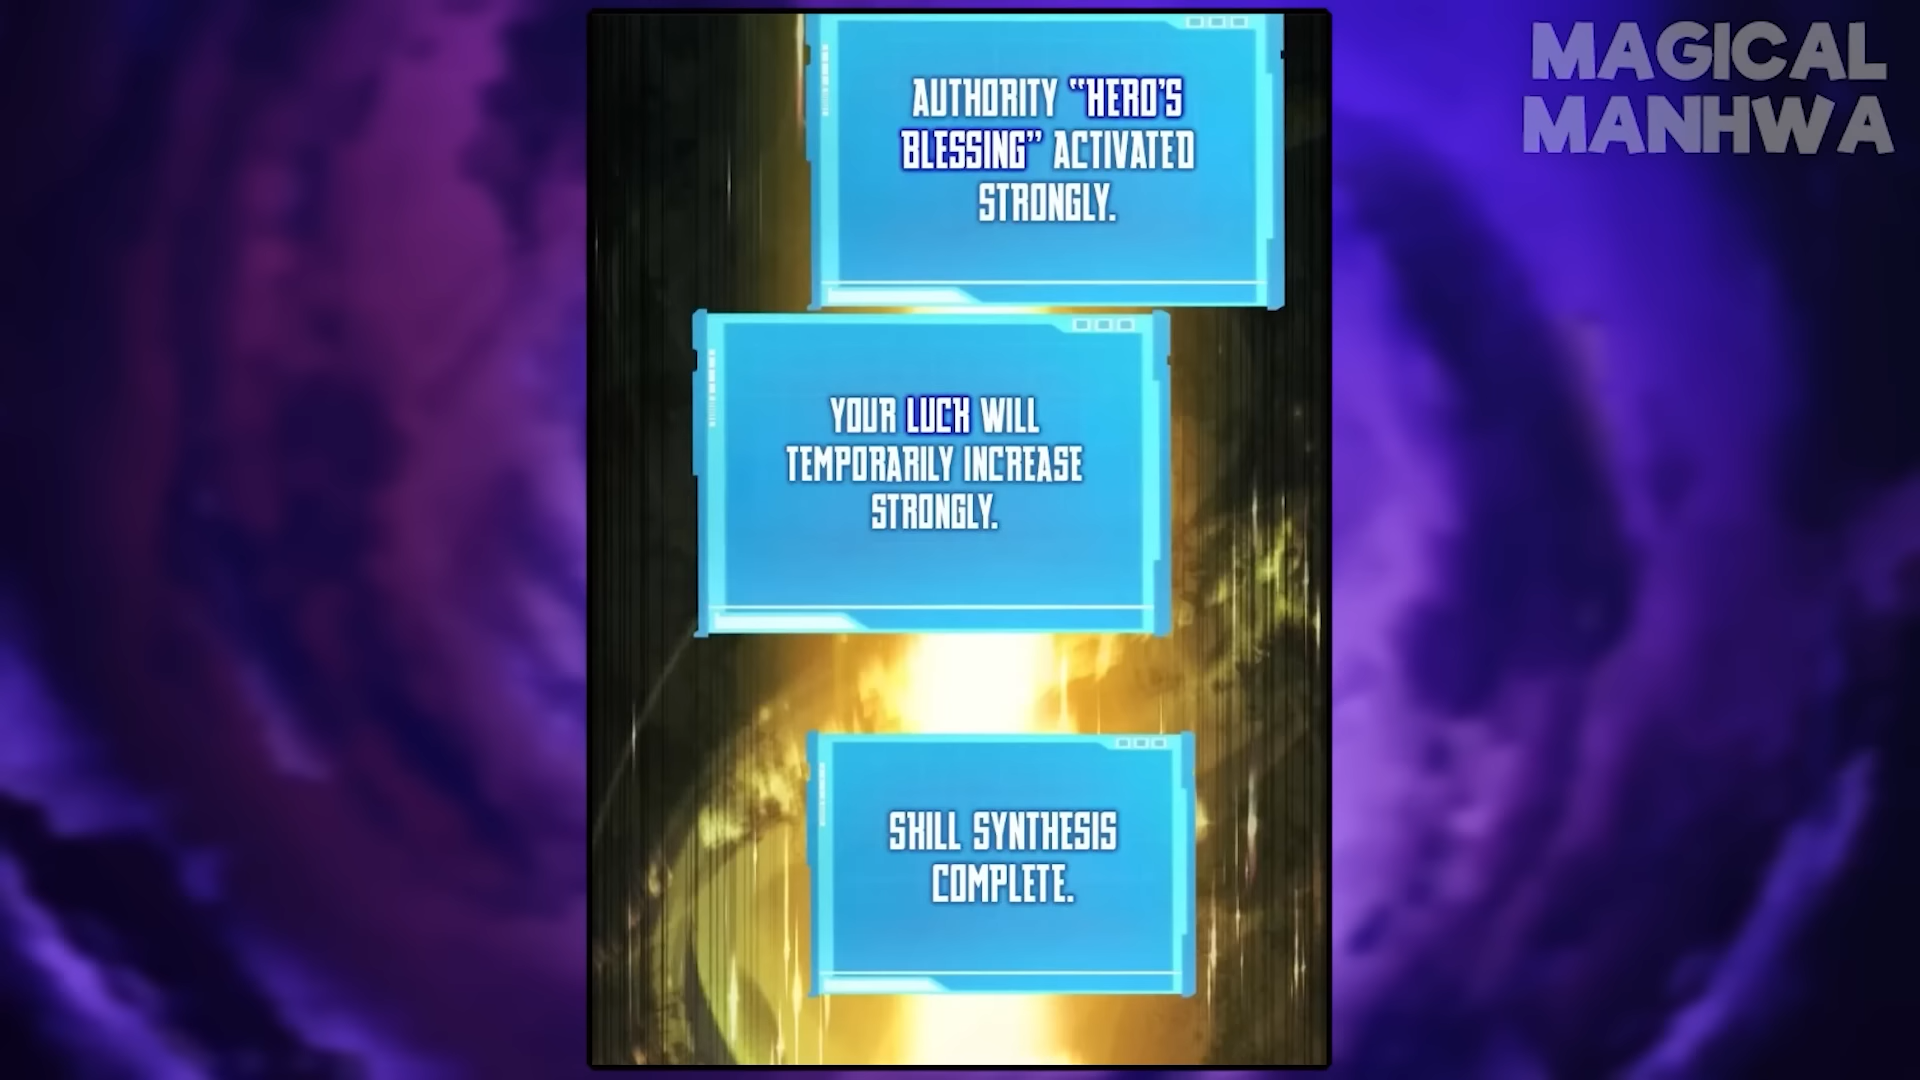 MAGICAL
MANHWA
AUTHORITY “HERO’S
BLESSING” ACTIVATED
STRONGLY.
YOUR LUCK WILL
TEMPORARILY INCREASE
STRONGLY.
SKILL SYNTHESIS
COMPLETE.